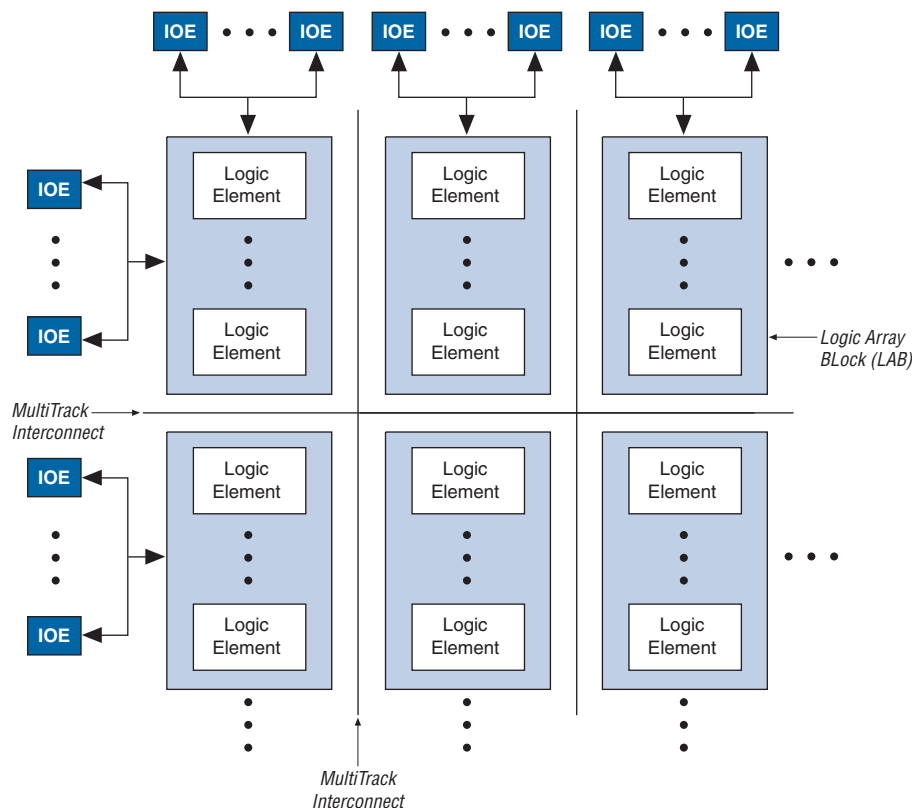 IOE IOE IOE IOE IOE IOE
Logic Logic Logic
Element Element Element
IOE
IOE
Logic Logic Logic
Element Element Element
Logic Array
BLock (LAB)
MultiTrack
Interconnect
Logic Logic Logic
Element Element Element
IOE
IOE
Logic Logic Logic
Element Element Element
MultiTrack
Interconnect